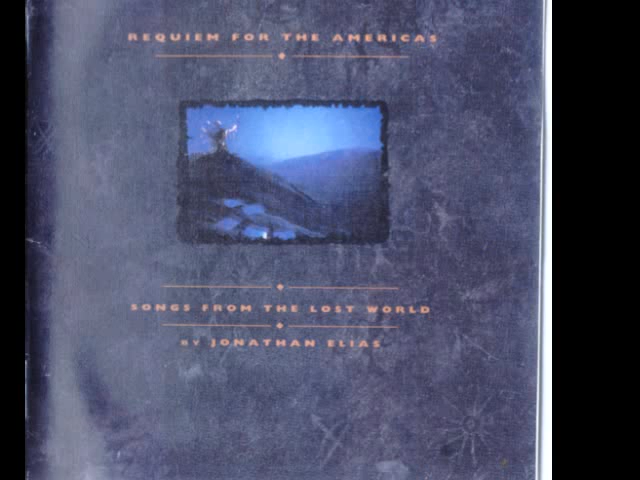 REQUIEM FOR THE AMERICAS
SONGS FROM THE LOST WORLD
BY JONATHAN ELIAS